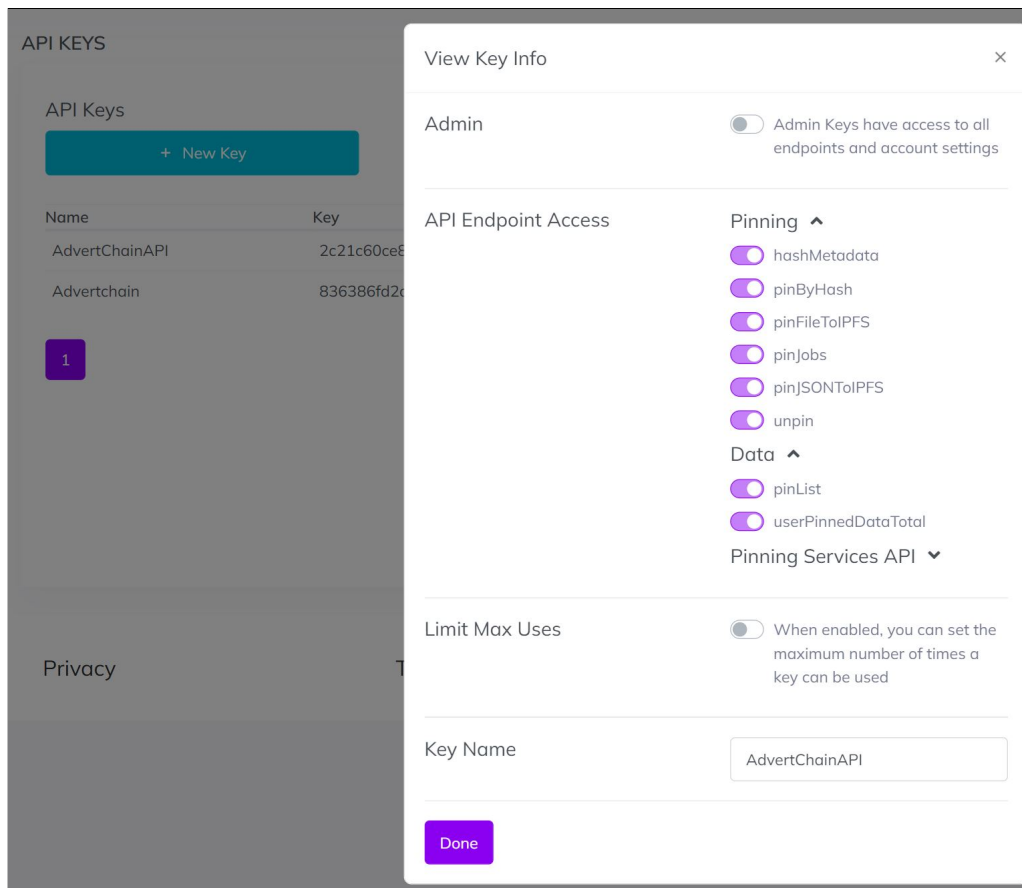 API KEYS
API Keys
+ New Key
Name Key
AdvertChainAPI 2c21c60ce8
Advertchain 836386fd2
1
Privacy
View Key Info
×
Admin
Admin Keys have access to all
endpoints and account settings
API Endpoint Access
Pinning
hashMetadata
pinByHash
pinFileToIPFS
pinJobs
pinJSONToIPFS
unpin
Data
pinList
userPinnedDataTotal
Pinning Services API
Limit Max Uses
When enabled, you can set the
maximum number of times a
key can be used
Key Name
AdvertChainAPI
Done